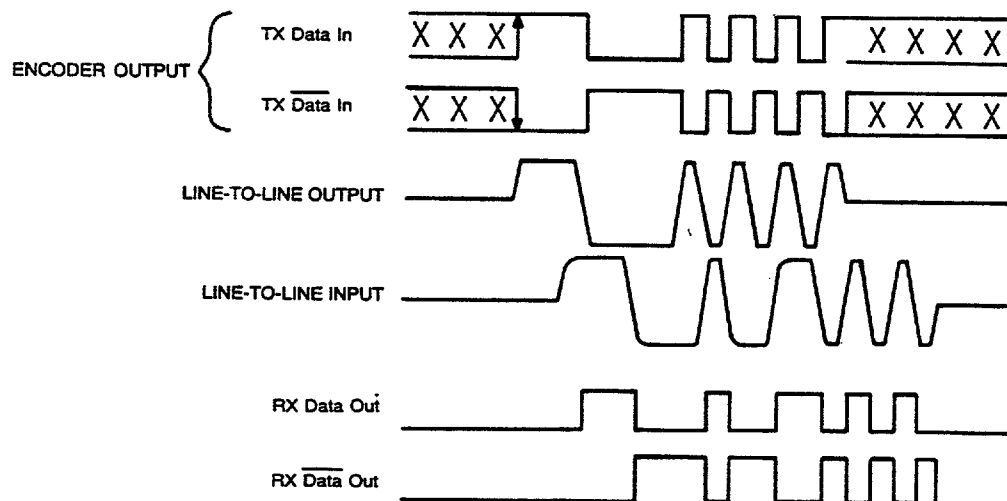 TX Data In
X X X
X X X X
ENCODER OUTPUT
TX Data In
X X X
X X X X
LINE-TO-LINE OUTPUT
LINE-TO-LINE INPUT
RX Data Out
RX Data Out